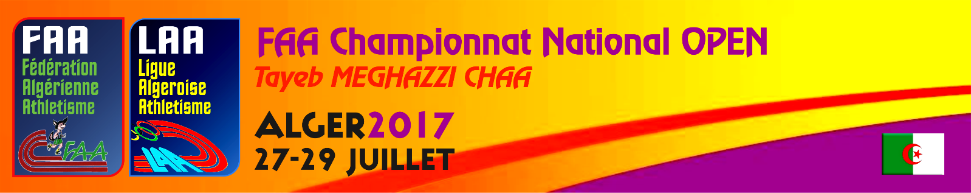 FAA
Fédération
Algérienne
Athletisme
FAA
LAA
Ligue
Algeroise
Athletisme
LAA
FAA Championnat National OPEN
Tayeb MEGHAZZI CHAA
ALGER2017
27-29 JUILLET